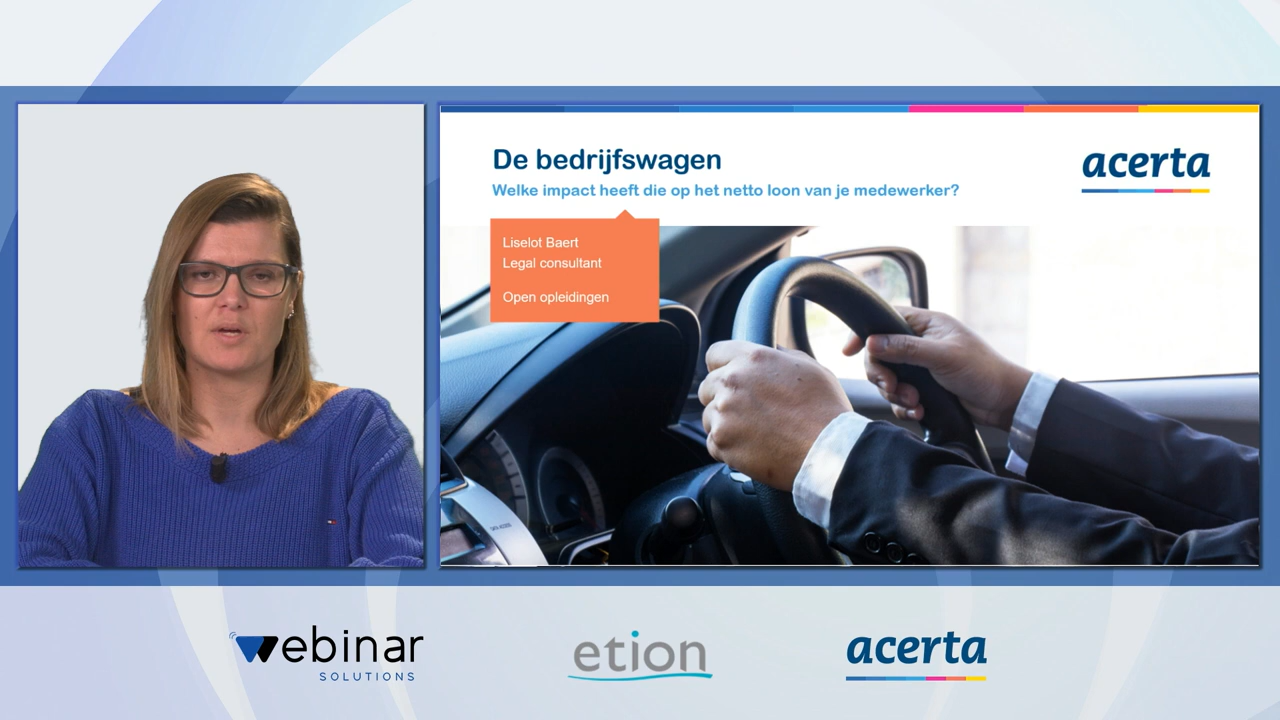 De bedrijfswagen
Welke impact heeft die op het netto loon van je medewerker?
acerta
Liselot Baert
Legal consultant
Open opleidingen
Webinar
SOLUTIONS
etion
acerta